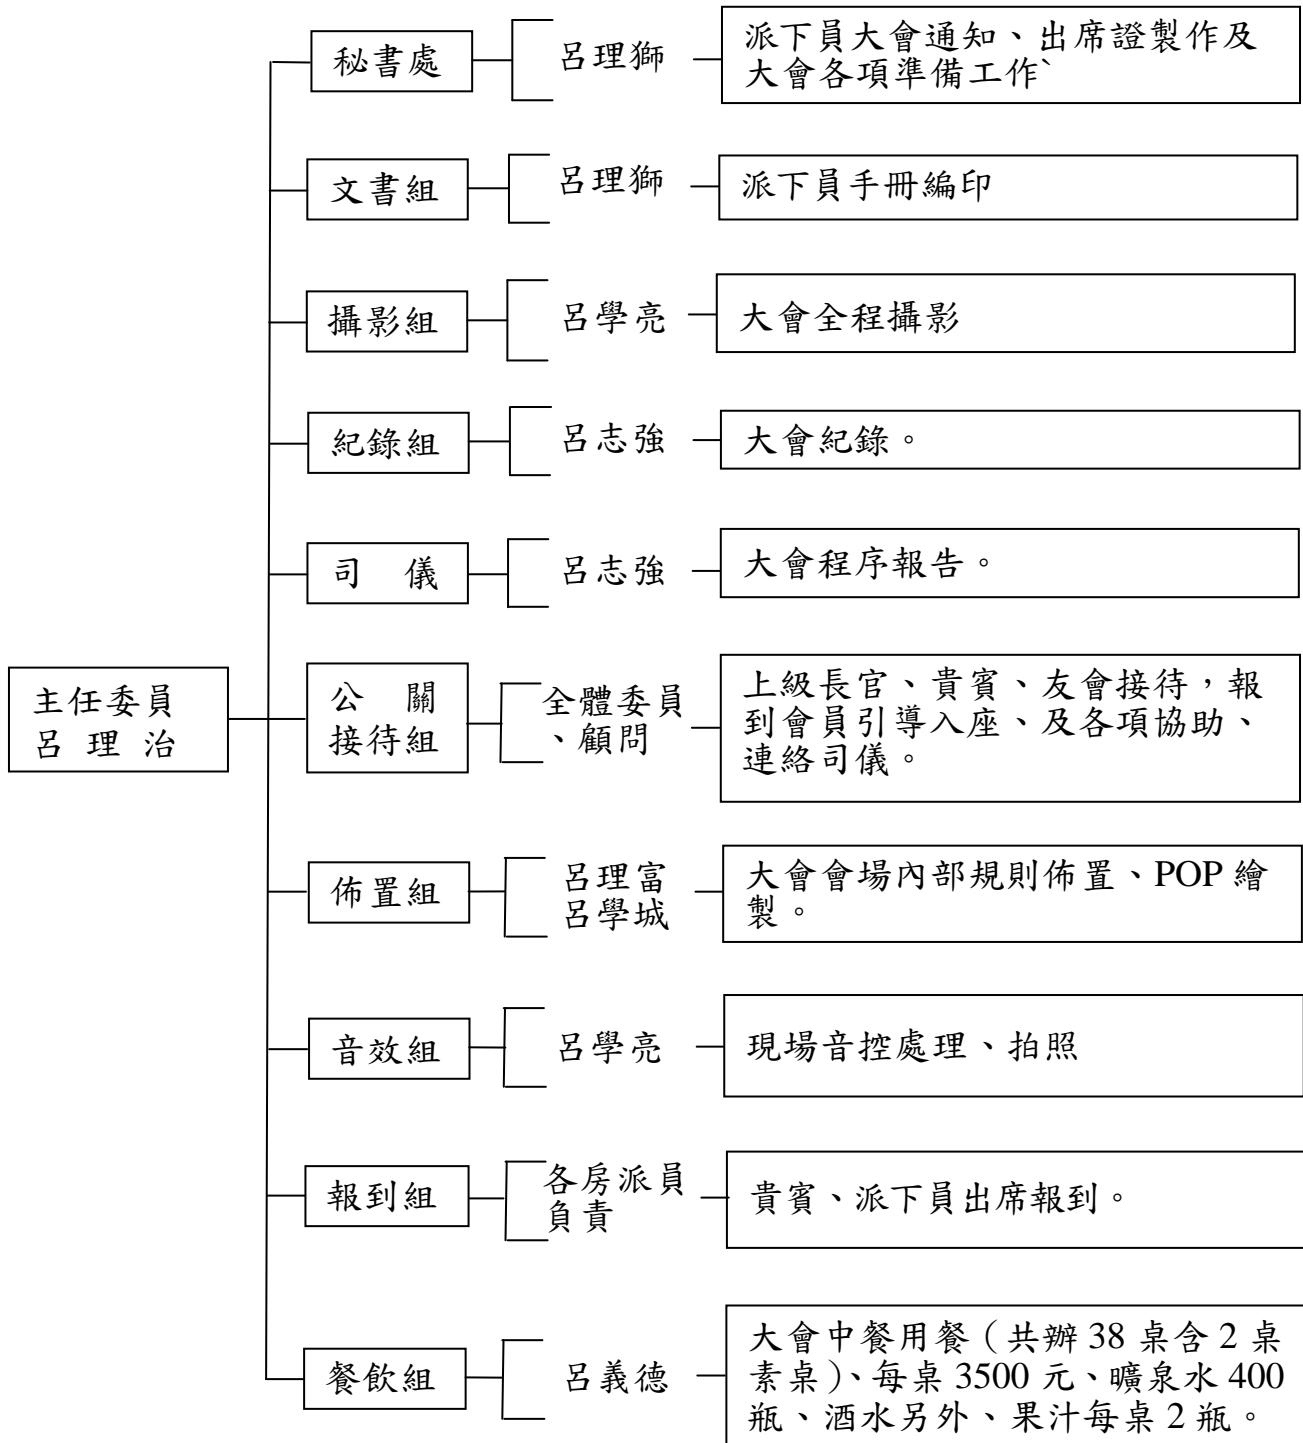 秘書處
呂理獅
派下員大會通知、出席證製作及
大會各項準備工作`
文書組
呂理獅
派下員手冊編印
攝影組
呂學亮
大會全程攝影
紀錄組
呂志強
大會紀錄。
司　儀
呂志強
大會程序報告。
主任委員
呂 理 治
公　關
接待組
全體委員
、顧問
上級長官、貴賓、友會接待，報
到會員引導入座、及各項協助、
連絡司儀。
佈置組
呂理富
呂學城
大會會場內部規則佈置、POP 繪
製。
音效組
呂學亮
現場音控處理、拍照
報到組
各房派員
負責
貴賓、派下員出席報到。
餐飲組
呂義德
大會中餐用餐（共辦 38 桌含 2 桌
素桌）、每桌 3500 元、曠泉水 400
瓶、酒水另外、果汁每桌 2 瓶。